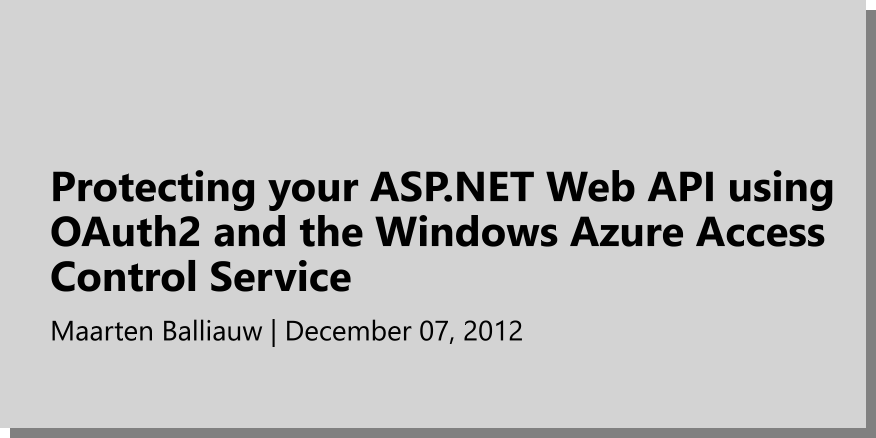 Protecting your ASP.NET Web API using
OAuth2 and the Windows Azure Access
Control Service
Maarten Balliauw | December 07, 2012